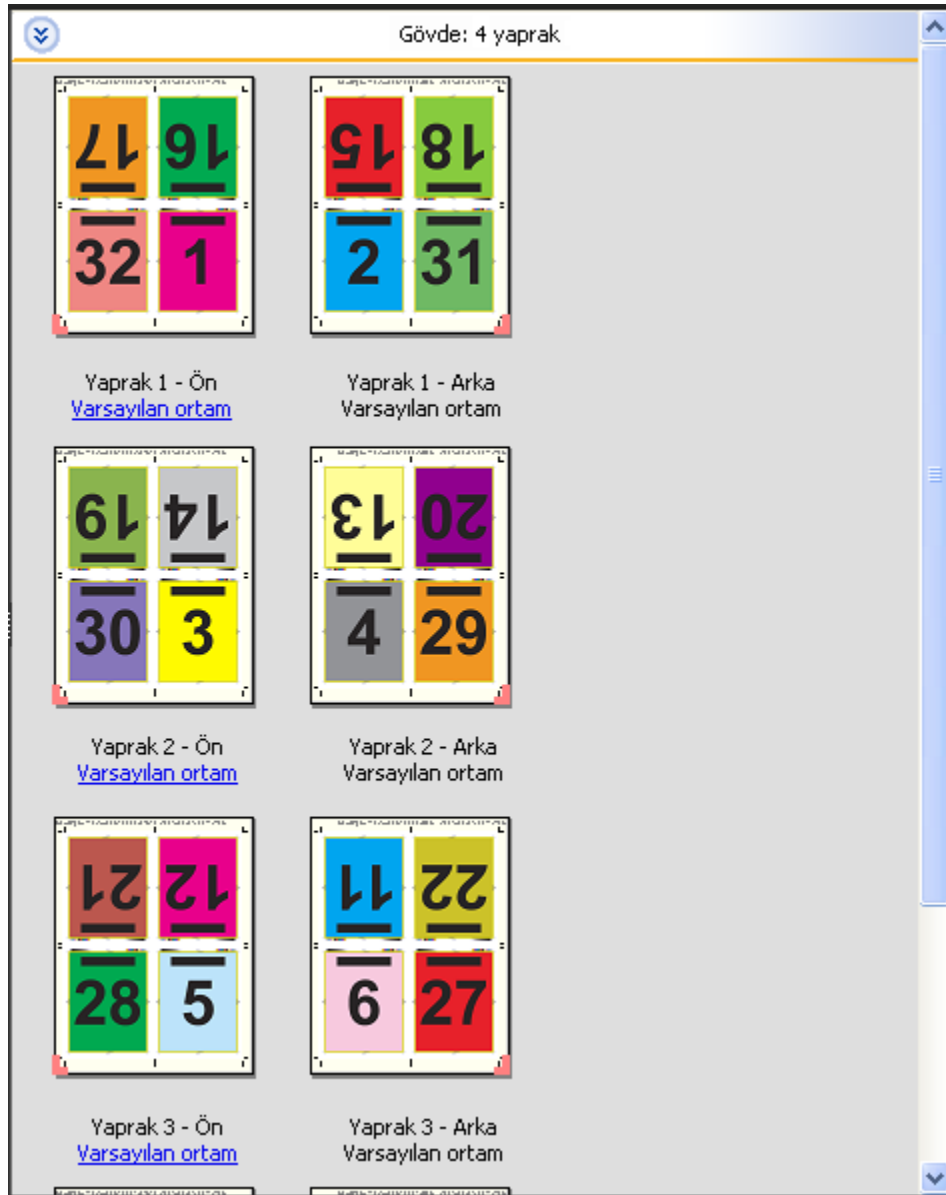 Gövde: 4 yaprak
17 16 15 18
32 1 2 31
Yaprak 1 - Ön Yaprak 1 - Arka
Varsayılan ortam Varsayılan ortam
19 14 13 20
30 3 4 29
Yaprak 2 - Ön Yaprak 2 - Arka
Varsayılan ortam Varsayılan ortam
21 12 11 22
28 5 6 27
Yaprak 3 - Ön Yaprak 3 - Arka
Varsayılan ortam Varsayılan ortam